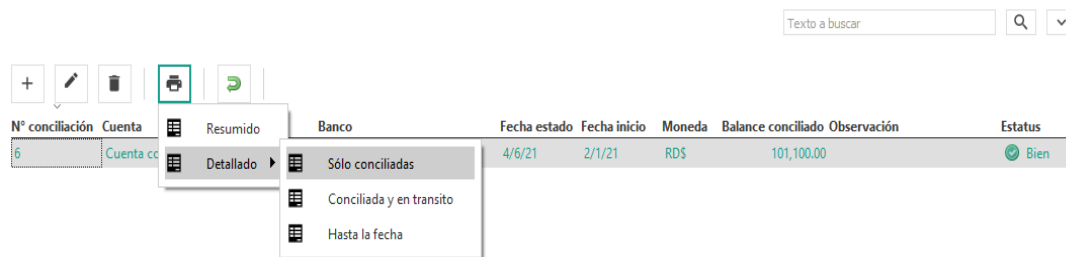 Texto a buscar
N° conciliación Cuenta Banco Fecha estado Fecha inicio Moneda Balance conciliado Observación Estatus
6 Cuenta 4/6/21 2/1/21 RD$ 101,100.00 Bien
Resumido
Detallado
Sólo conciliadas
Conciliada y en transito
Hasta la fecha